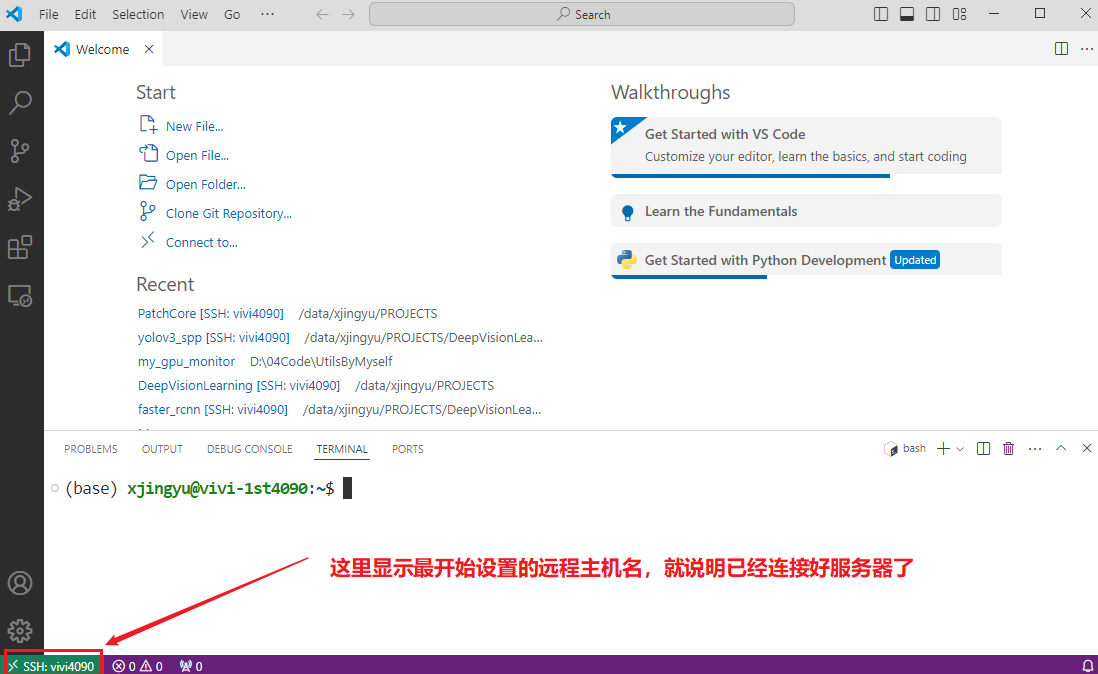 File Edit Selection View Go ··· Search
Welcome
Start
New File...
Open File...
Open Folder...
Clone Git Repository...
Connect to...
Recent
PatchCore [SSH: vivi4090] /data/xjingyu/PROJECTS
yolov3_spp [SSH: vivi4090] /data/xjingyu/PROJECTS/DeepVisionLea...
my_gpu_monitor D:\04Code\UtilsByMyself
DeepVisionLearning [SSH: vivi4090] /data/xjingyu/PROJECTS
faster_rcnn [SSH: vivi4090] /data/xjingyu/PROJECTS/DeepVisionLea...
Walkthroughs
Get Started with VS Code
Customize your editor, learn the basics, and start coding
Learn the Fundamentals
Get Started with Python Development Updated
PROBLEMS OUTPUT DEBUG CONSOLE TERMINAL PORTS bash
(base) xjingyu@vivi-1st4090:~$
这里显示最开始设置的远程主机名，就说明已经连接好服务器了
SSH: vivi4090 0 0 0